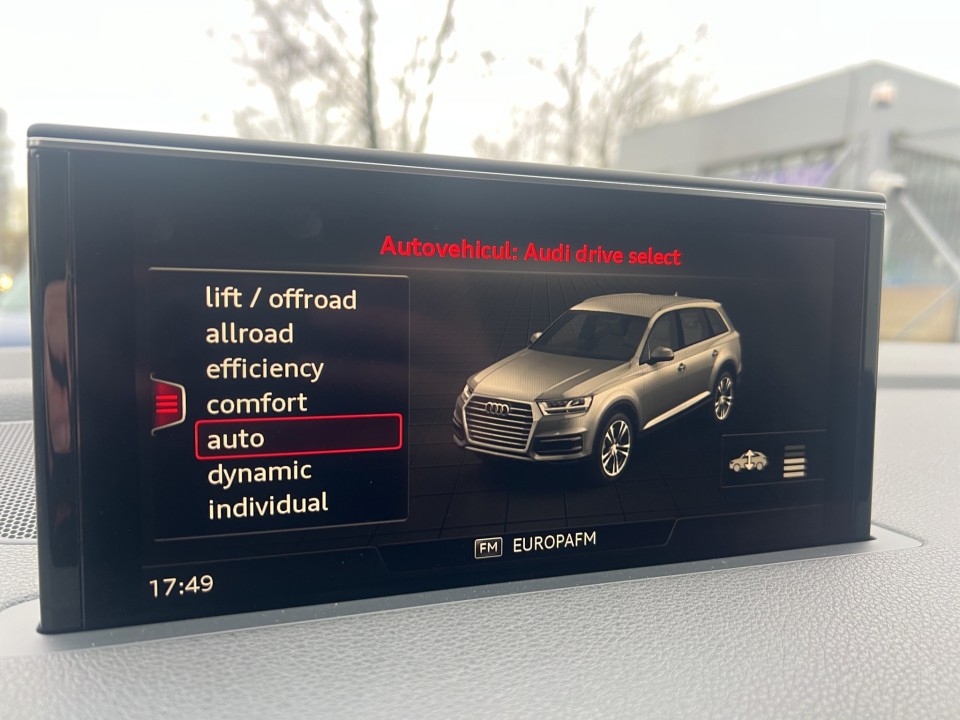 Autovehicul: Audi drive select
lift / offroad
allroad
efficiency
comfort
auto
dynamic
individual
FM EUROPAFM
17:49